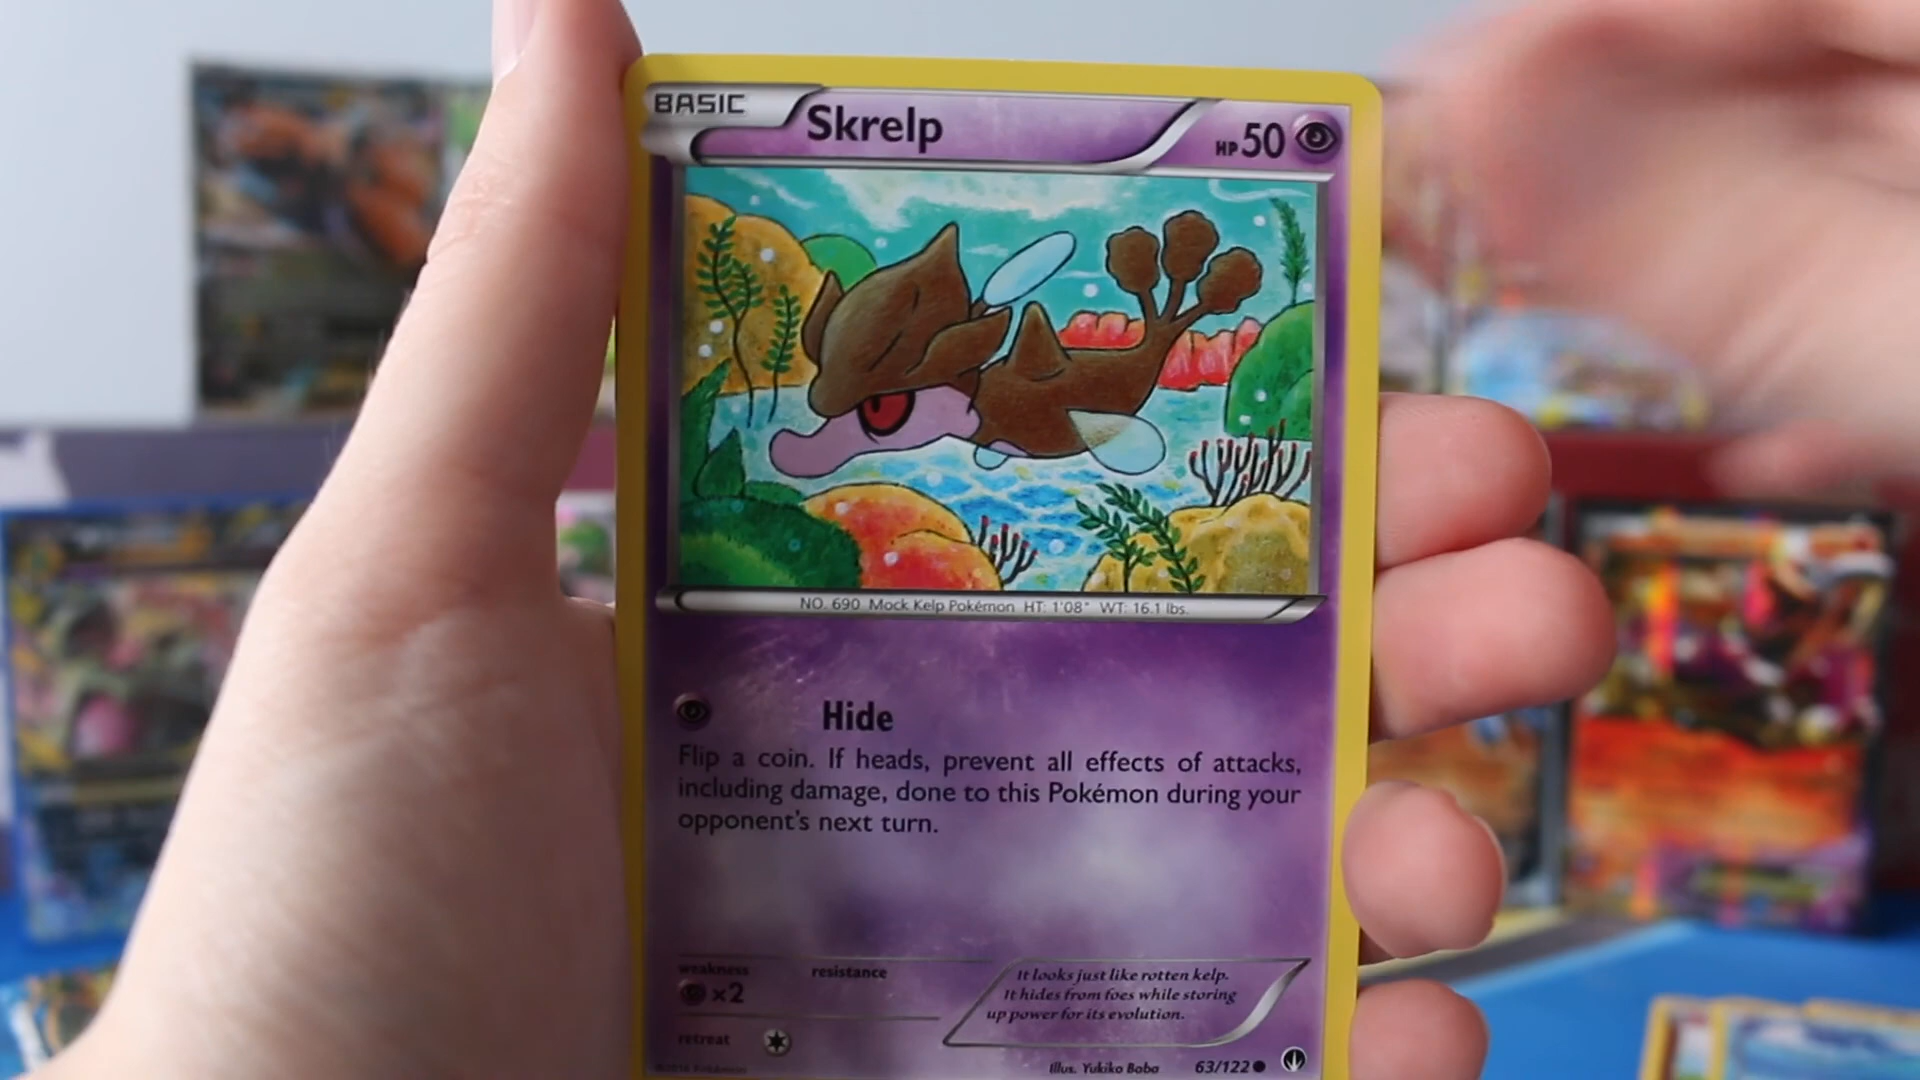 BASIC
Skrelp
HP 50
NO. 690 Mock Kelp Pokémon HT: 1'08" WT: 16.1 lbs.
Hide
Flip a coin. If heads, prevent all effects of attacks,
including damage, done to this Pokémon during your
opponent's next turn.
weakness
x2
resistance
retreat
It looks just like rotten kelp.
It hides from foes while storing
up power for its evolution.
Illus. Yukiko Baba
63/122
©2016 Pokémon